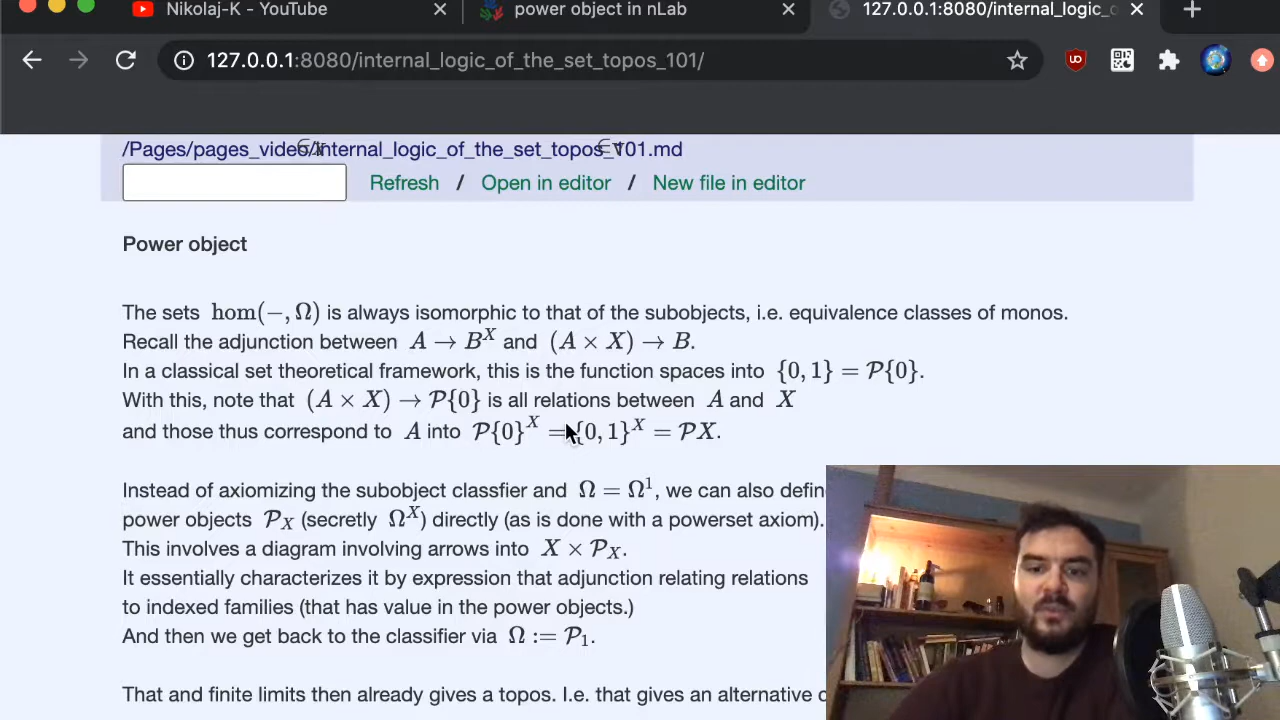 Nikolaj-K - YouTube
power object in nLab
127.0.0.1:8080/internal_logic_
127.0.0.1:8080/internal_logic_of_the_set_topos_101/
/Pages/pages_video/internal_logic_of_the_set_topos_101.md
Refresh / Open in editor / New file in editor
Power object
The sets hom(−, Ω) is always isomorphic to that of the subobjects, i.e. equivalence classes of monos.
Recall the adjunction between A → B^X and (A × X) → B.
In a classical set theoretical framework, this is the function spaces into {0, 1} = 𝒫{0}.
With this, note that (A × X) → 𝒫{0} is all relations between A and X
and those thus correspond to A into 𝒫{0}^X = {0, 1}^X = 𝒫X.
Instead of axiomizing the subobject classfier and Ω = Ω^1, we can also defin
power objects 𝒫_X (secretly Ω^X) directly (as is done with a powerset axiom).
This involves a diagram involving arrows into X × 𝒫_X.
It essentially characterizes it by expression that adjunction relating relations
to indexed families (that has value in the power objects.)
And then we get back to the classifier via Ω := 𝒫_1.
That and finite limits then already gives a topos. I.e. that gives an alternative